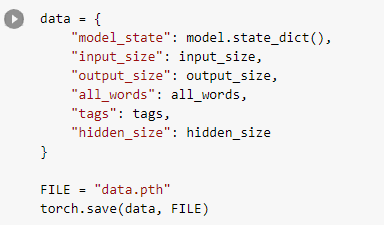 data = {
    "model_state": model.state_dict(),
    "input_size": input_size,
    "output_size": output_size,
    "all_words": all_words,
    "tags": tags,
    "hidden_size": hidden_size
}
FILE = "data.pth"
torch.save(data, FILE)